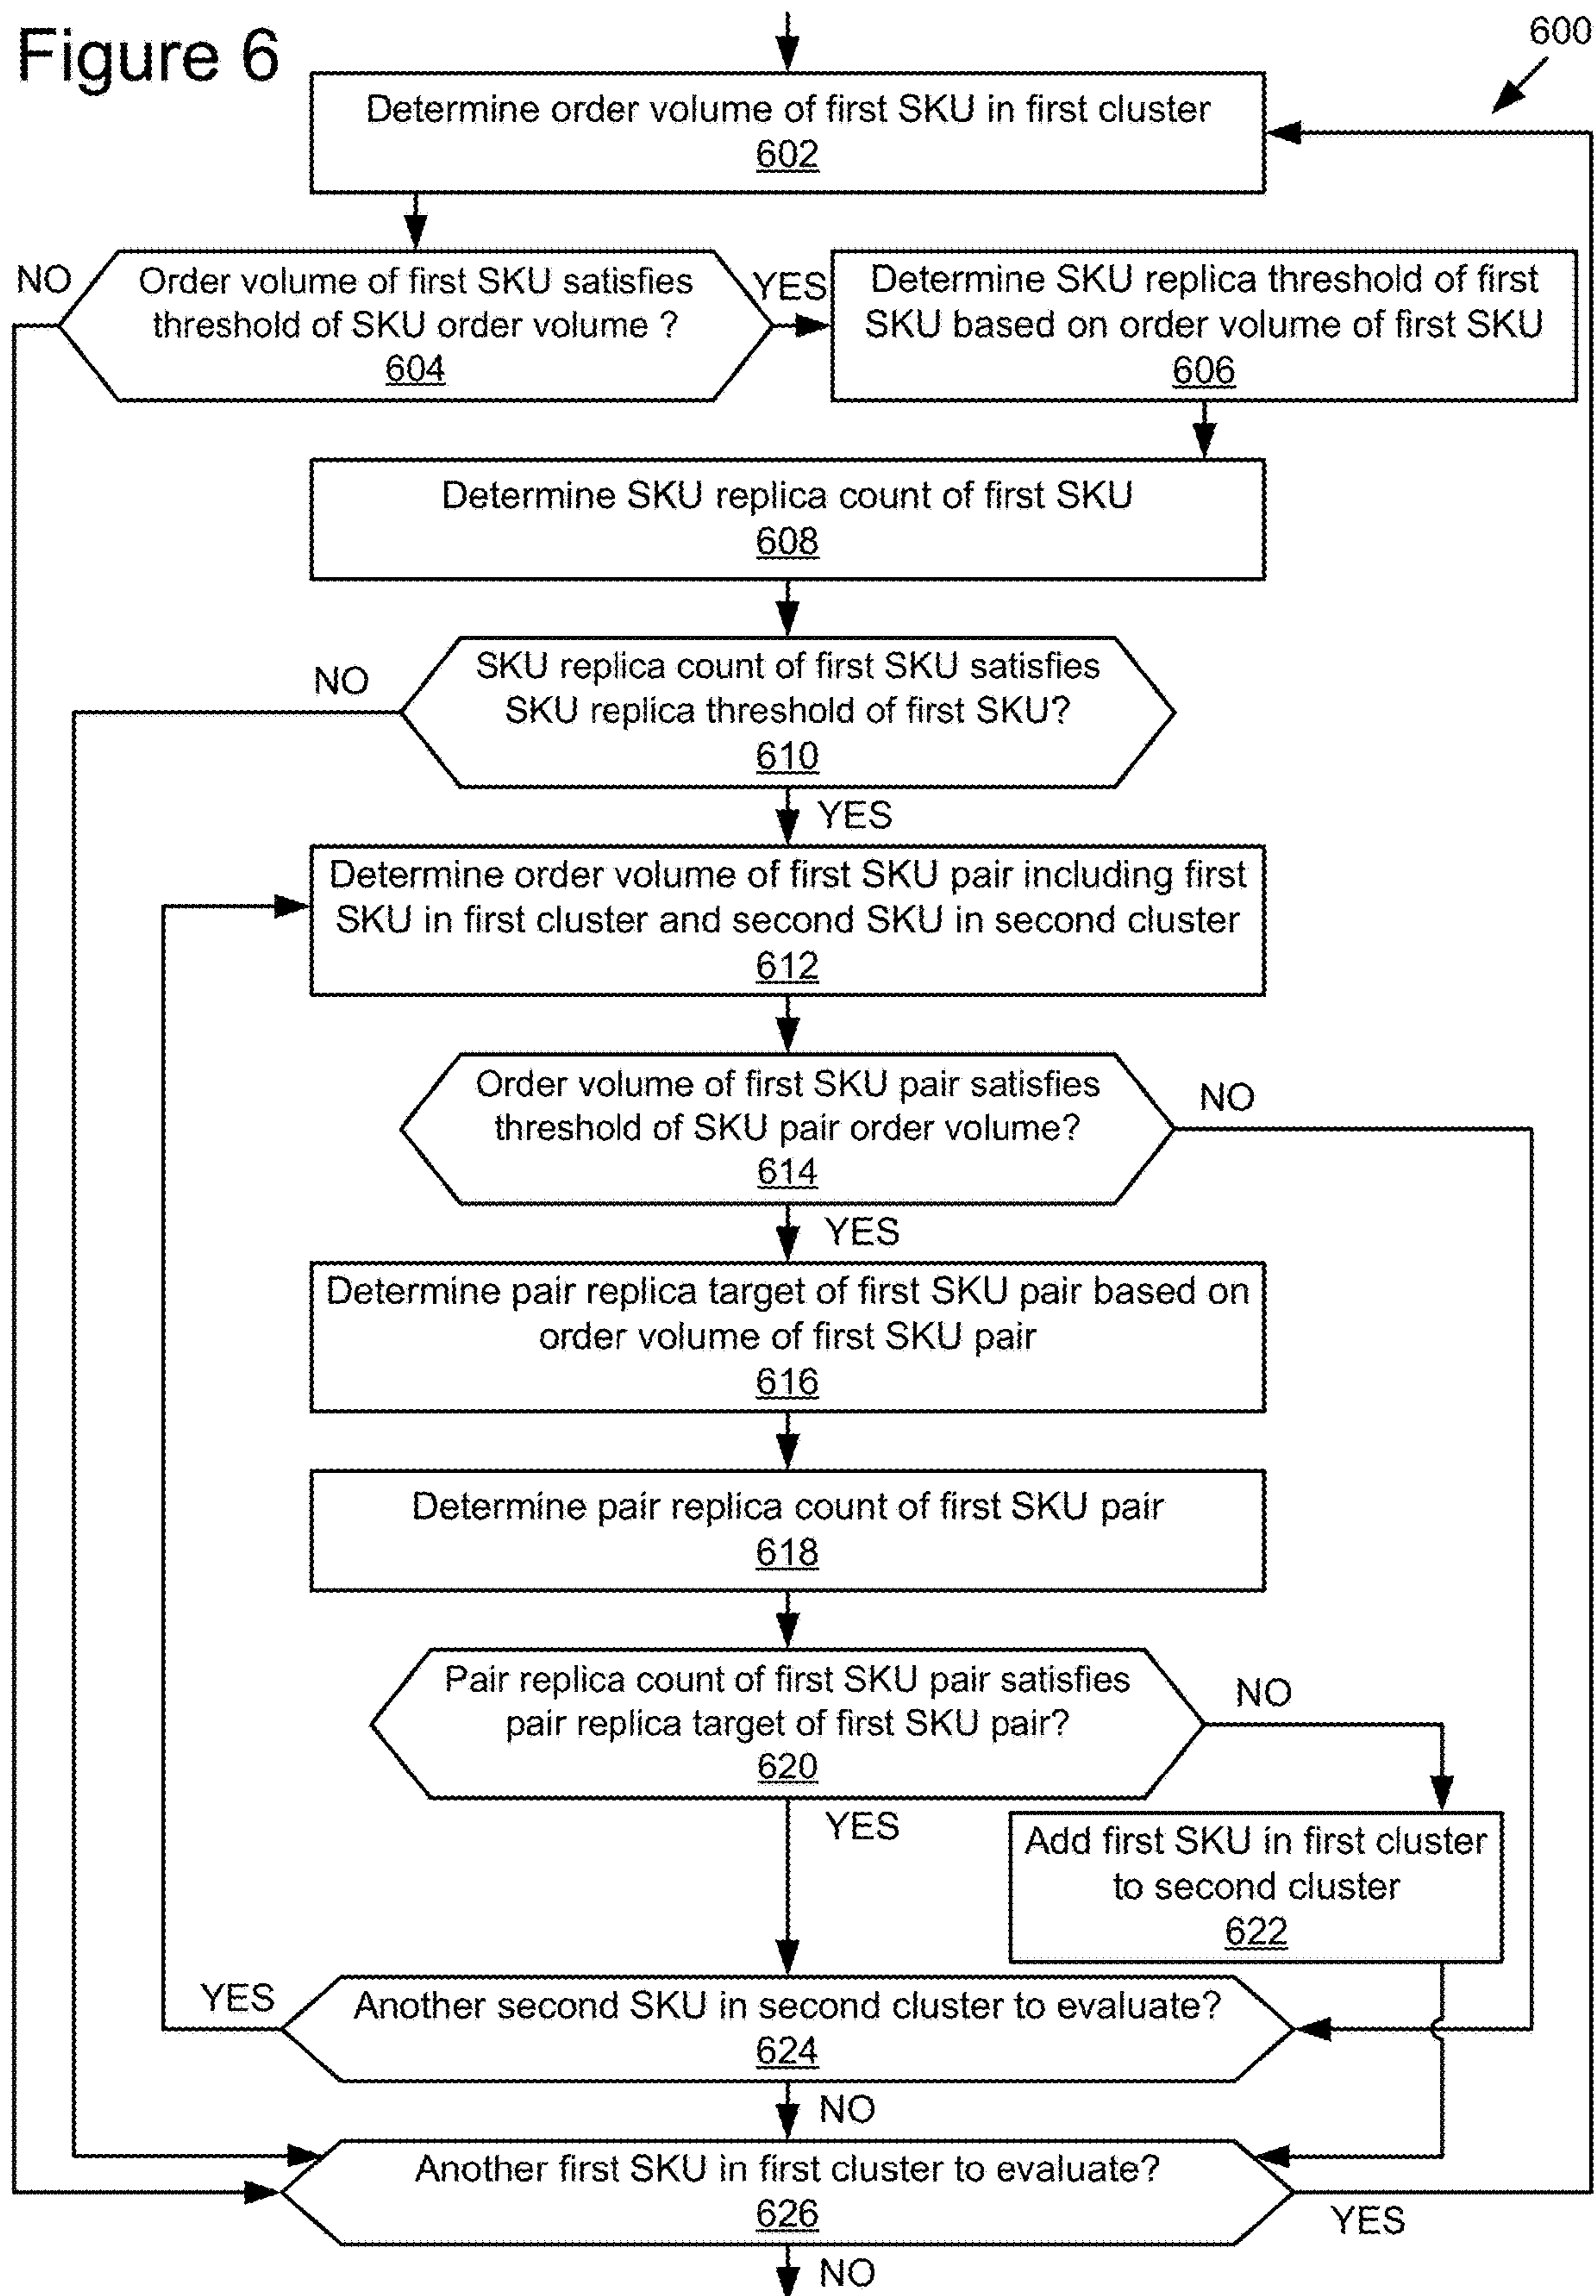 Figure 6
600
Determine order volume of first SKU in first cluster
602
NO
Order volume of first SKU satisfies
threshold of SKU order volume ?
604
YES
Determine SKU replica threshold of first
SKU based on order volume of first SKU
606
Determine SKU replica count of first SKU
608
NO
SKU replica count of first SKU satisfies
SKU replica threshold of first SKU?
610
YES
Determine order volume of first SKU pair including first
SKU in first cluster and second SKU in second cluster
612
Order volume of first SKU pair satisfies
threshold of SKU pair order volume?
614
NO
YES
Determine pair replica target of first SKU pair based on
order volume of first SKU pair
616
Determine pair replica count of first SKU pair
618
Pair replica count of first SKU pair satisfies
pair replica target of first SKU pair?
620
NO
YES
Add first SKU in first cluster
to second cluster
622
YES
Another second SKU in second cluster to evaluate?
624
NO
Another first SKU in first cluster to evaluate?
626
YES
NO